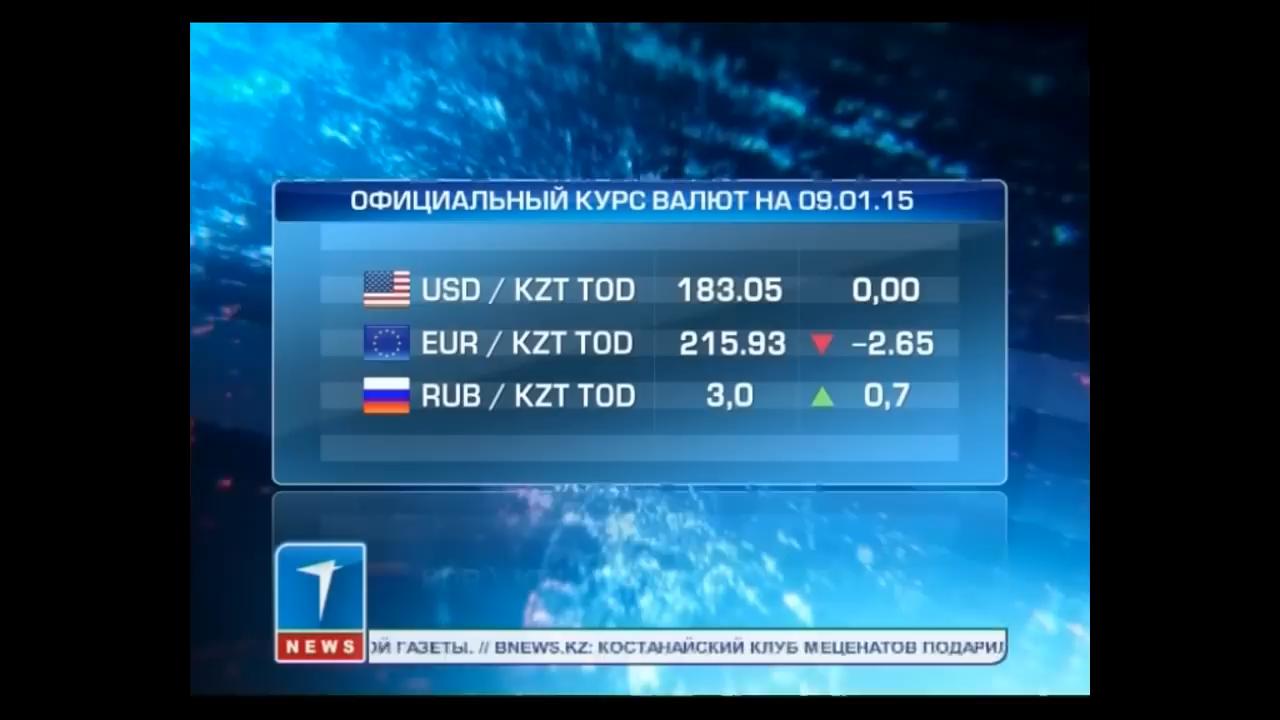 ОФИЦИАЛЬНЫЙ КУРС ВАЛЮТ НА 09.01.15
USD / KZT TOD 183.05 0,00
EUR / KZT TOD 215.93 −2.65
RUB / KZT TOD 3,0 0,7
NEWS
ОЙ ГАЗЕТЫ. // BNEWS.KZ: КОСТАНАЙСКИЙ КЛУБ МЕЦЕНАТОВ ПОДАРИЛ